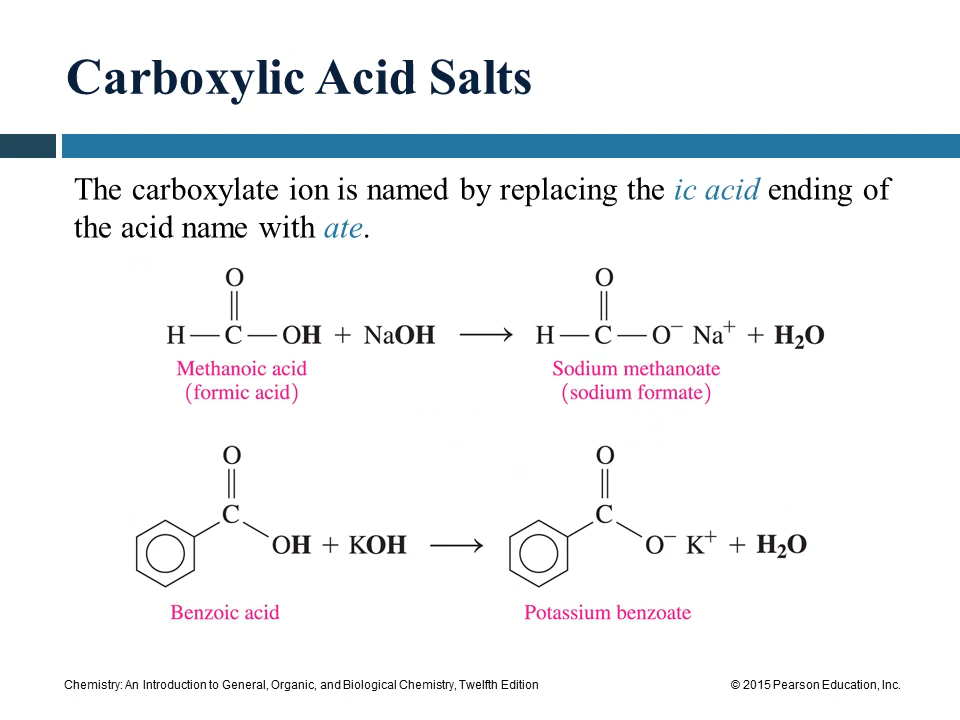 Carboxylic Acid Salts
The carboxylate ion is named by replacing the ic acid ending of
the acid name with ate.
O O
H—C—OH + NaOH ⟶ H—C—O⁻ Na⁺ + H₂O
Methanoic acid Sodium methanoate
(formic acid) (sodium formate)
O O
C C
OH + KOH ⟶ O⁻ K⁺ + H₂O
Benzoic acid Potassium benzoate
Chemistry: An Introduction to General, Organic, and Biological Chemistry, Twelfth Edition © 2015 Pearson Education, Inc.